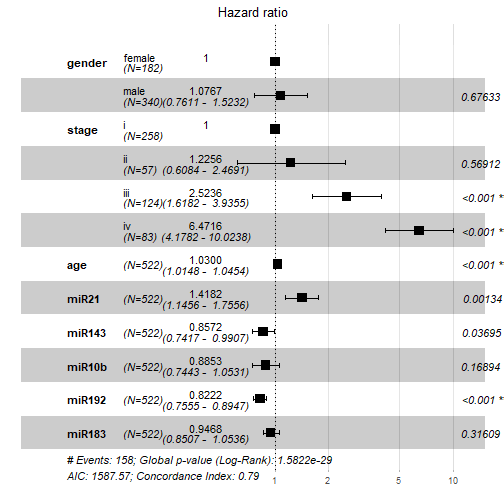 Hazard ratio
gender female (N=182) 1
male (N=340) 1.0767 (0.7611 - 1.5232) 0.67633
stage i (N=258) 1
ii (N=57) 1.2256 (0.6084 - 2.4691) 0.56912
iii (N=124) 2.5236 (1.6182 - 3.9355) <0.001 *
iv (N=83) 6.4716 (4.1782 - 10.0238) <0.001 *
age (N=522) 1.0300 (1.0148 - 1.0454) <0.001 *
miR21 (N=522) 1.4182 (1.1456 - 1.7556) 0.00134
miR143 (N=522) 0.8572 (0.7417 - 0.9907) 0.03695
miR10b (N=522) 0.8853 (0.7443 - 1.0531) 0.16894
miR192 (N=522) 0.8222 (0.7555 - 0.8947) <0.001 *
miR183 (N=522) 0.9468 (0.8507 - 1.0536) 0.31609
# Events: 158; Global p-value (Log-Rank): 1.5822e-29
AIC: 1587.57; Concordance Index: 0.79
1 2 5 10